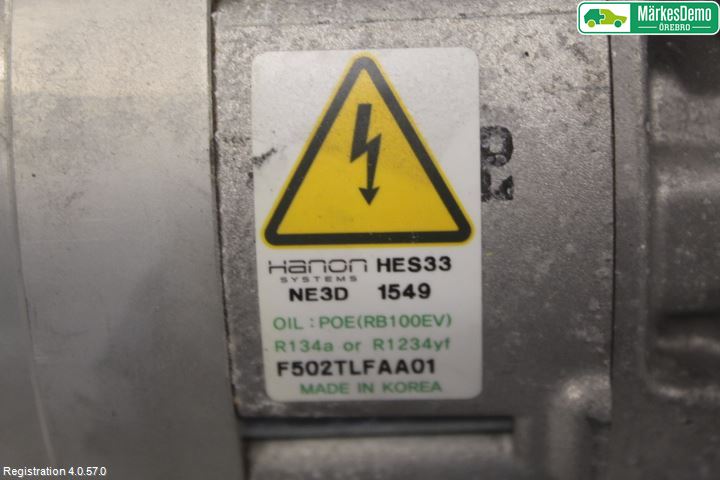 MärkesDemo
ÖREBRO
Hanon HES33
SYSTEMS
NE3D 1549
OIL : POE(RB100EV)
R134a or R1234yf
F502TLFAA01
MADE IN KOREA
Registration 4.0.57.0